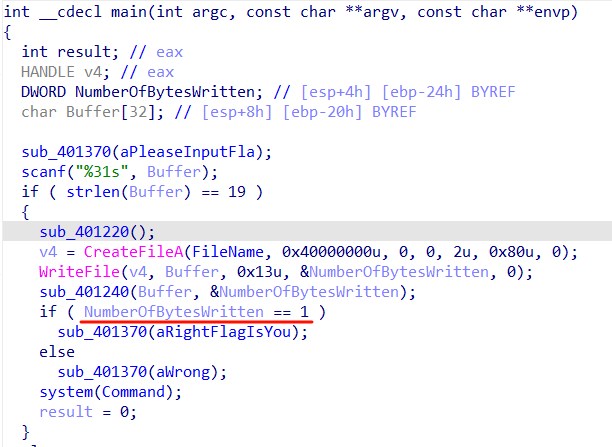 int __cdecl main(int argc, const char **argv, const char **envp)
{
  int result; // eax
  HANDLE v4; // eax
  DWORD NumberOfBytesWritten; // [esp+4h] [ebp-24h] BYREF
  char Buffer[32]; // [esp+8h] [ebp-20h] BYREF

  sub_401370(aPleaseInputFla);
  scanf("%31s", Buffer);
  if ( strlen(Buffer) == 19 )
  {
    sub_401220();
    v4 = CreateFileA(FileName, 0x40000000u, 0, 0, 2u, 0x80u, 0);
    WriteFile(v4, Buffer, 0x13u, &NumberOfBytesWritten, 0);
    sub_401240(Buffer, &NumberOfBytesWritten);
    if ( NumberOfBytesWritten == 1 )
      sub_401370(aRightFlagIsYou);
    else
      sub_401370(aWrong);
    system(Command);
    result = 0;
  }